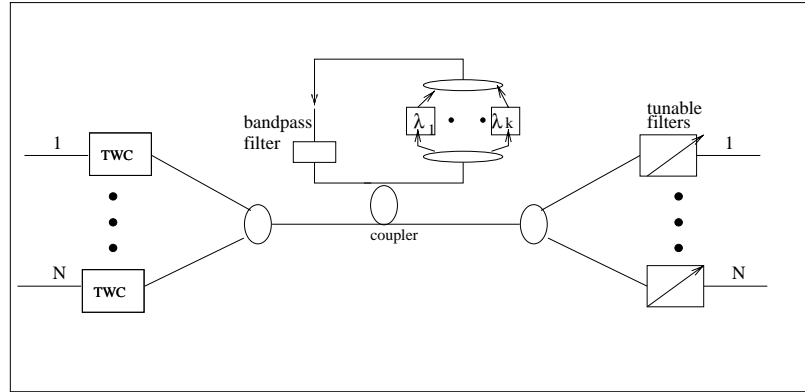 bandpass
filter
λ1
λk
tunable
filters
1
TWC
1
coupler
N
TWC
N